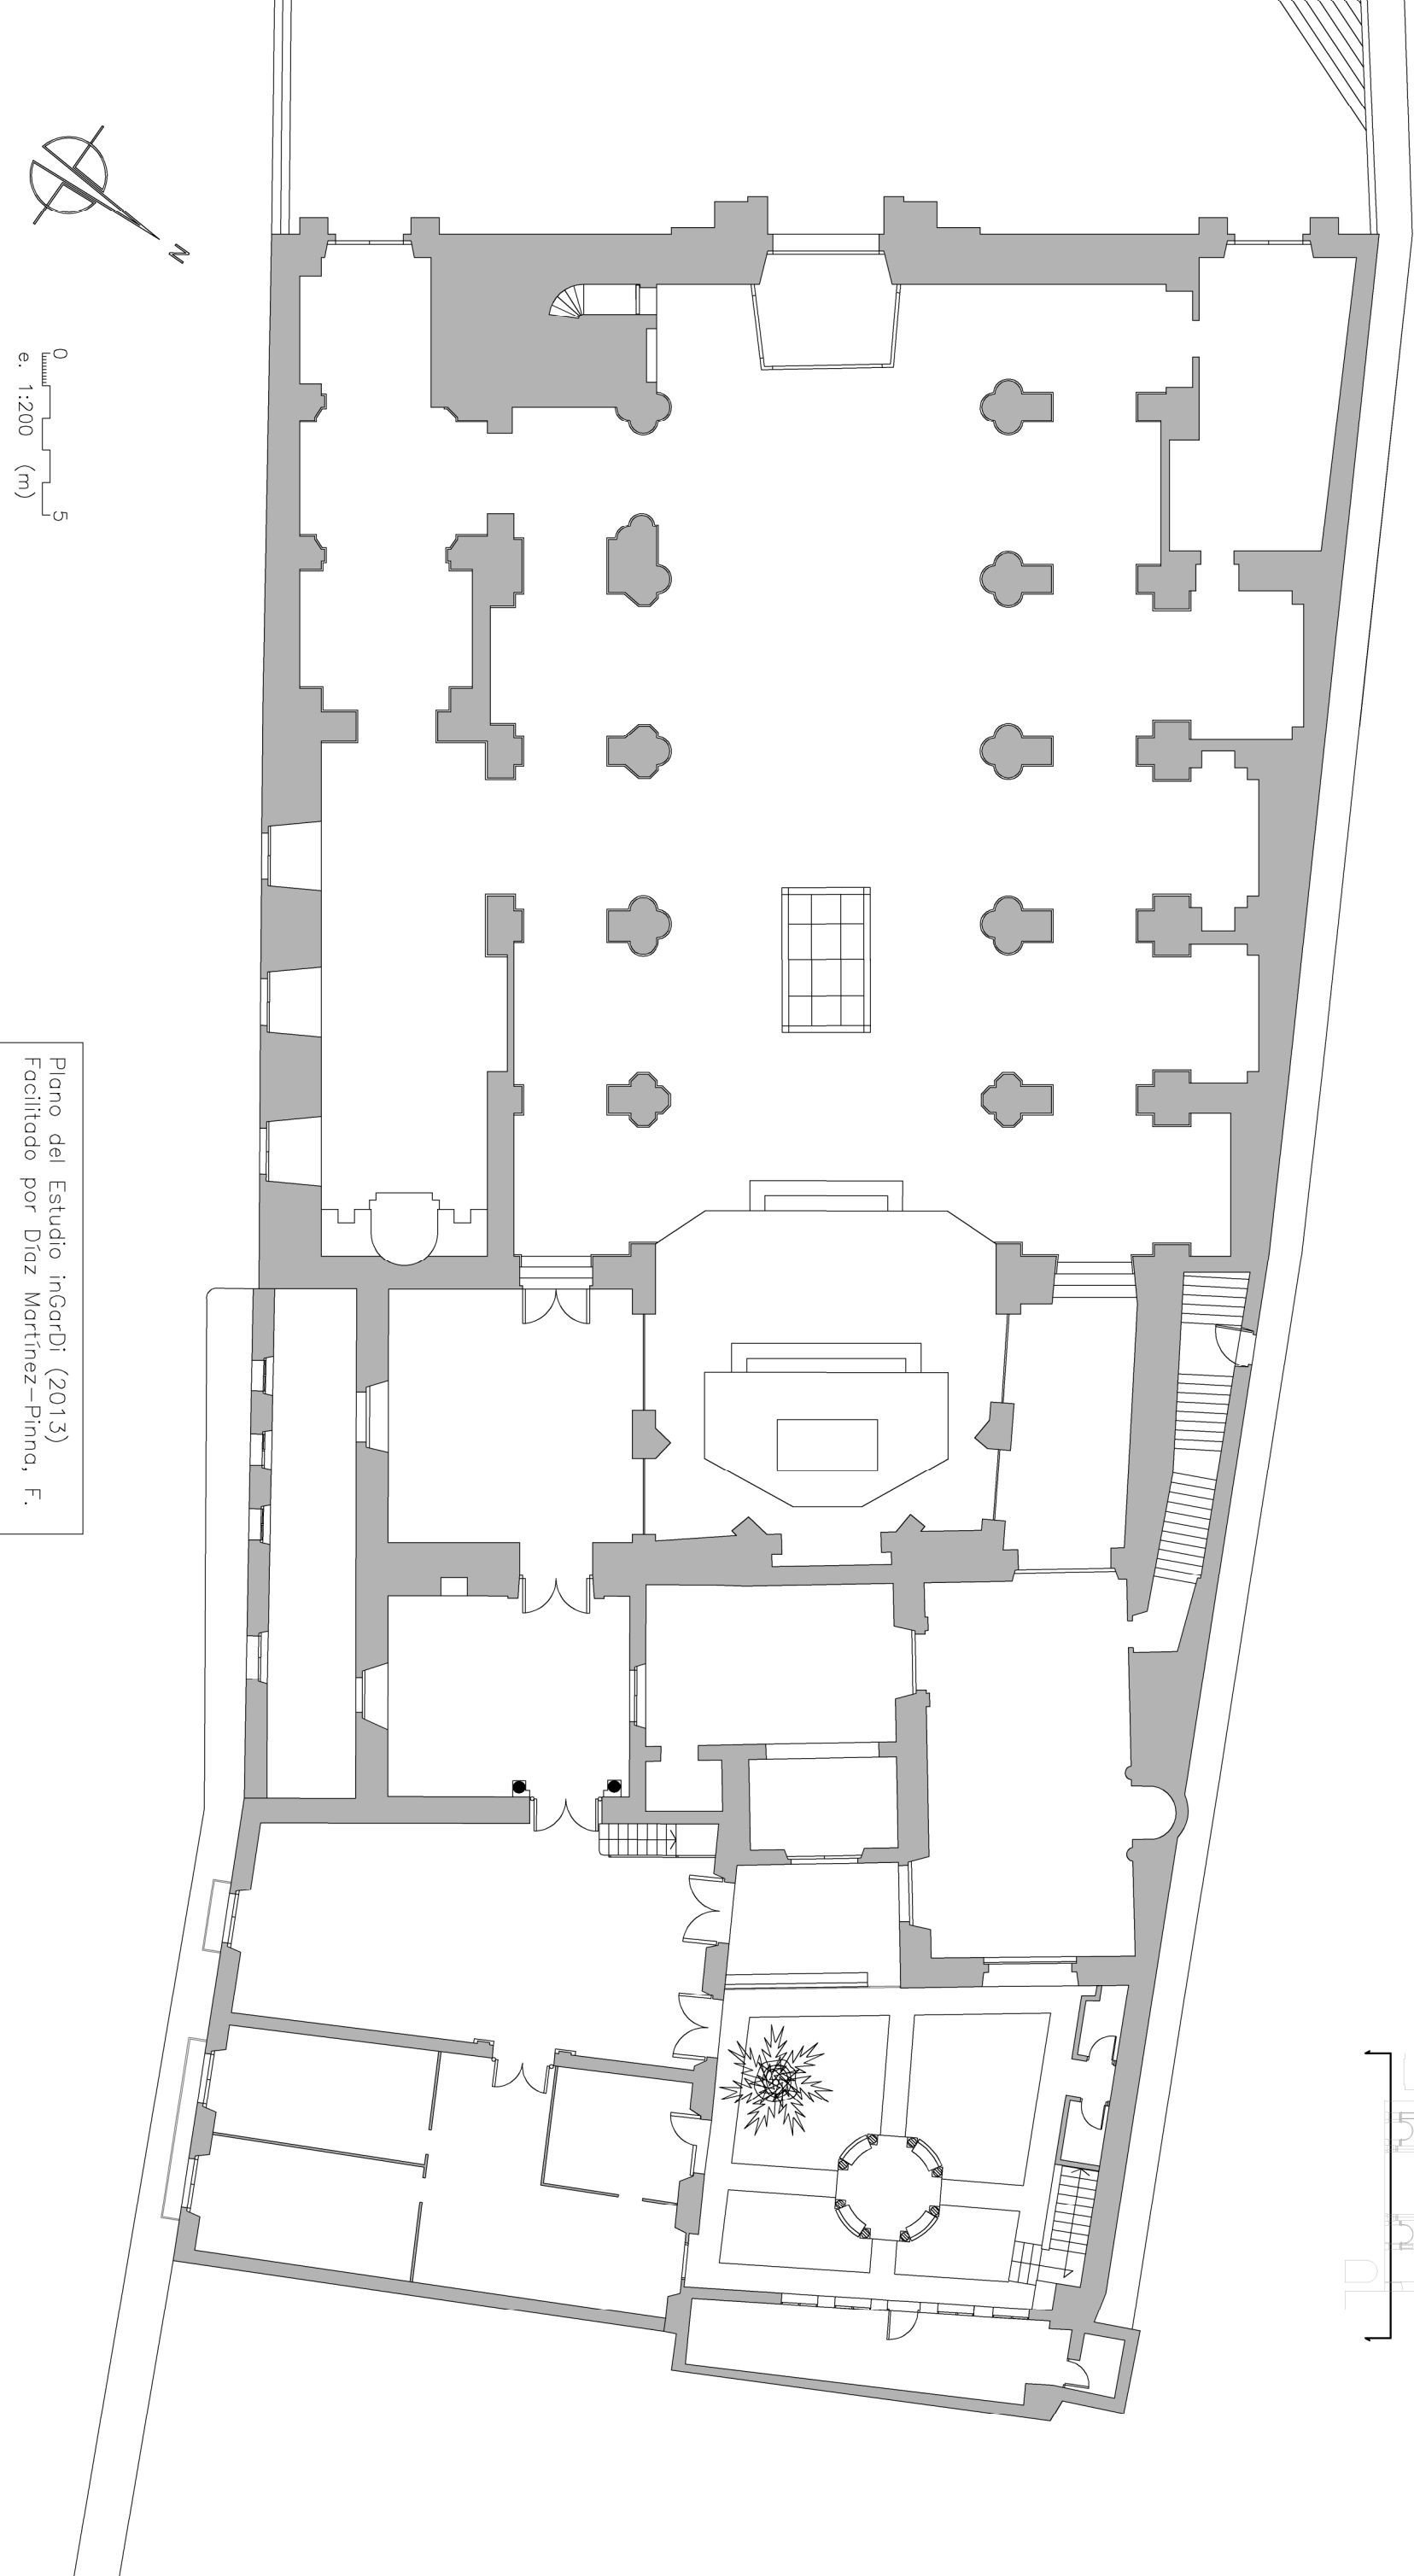 N
0 5
e. 1:200 (m)
Plano del Estudio inGarDi (2013)
Facilitado por Díaz Martínez-Pinna, F.